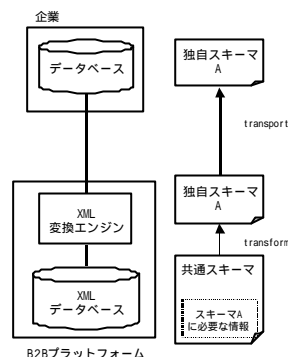 企業
データベース
独自スキーマ
A
transport
XML
変換エンジン
独自スキーマ
A
transform
XML
データベース
共通スキーマ
スキーマA
に必要な情報
B2Bプラットフォーム